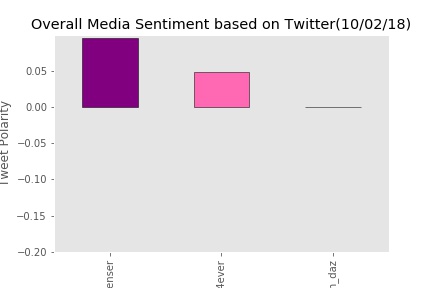 Overall Media Sentiment based on Twitter(10/02/18)
Tweet Polarity
0.05
0.00
−0.05
−0.10
−0.15
−0.20
enser
4ever
n_daz